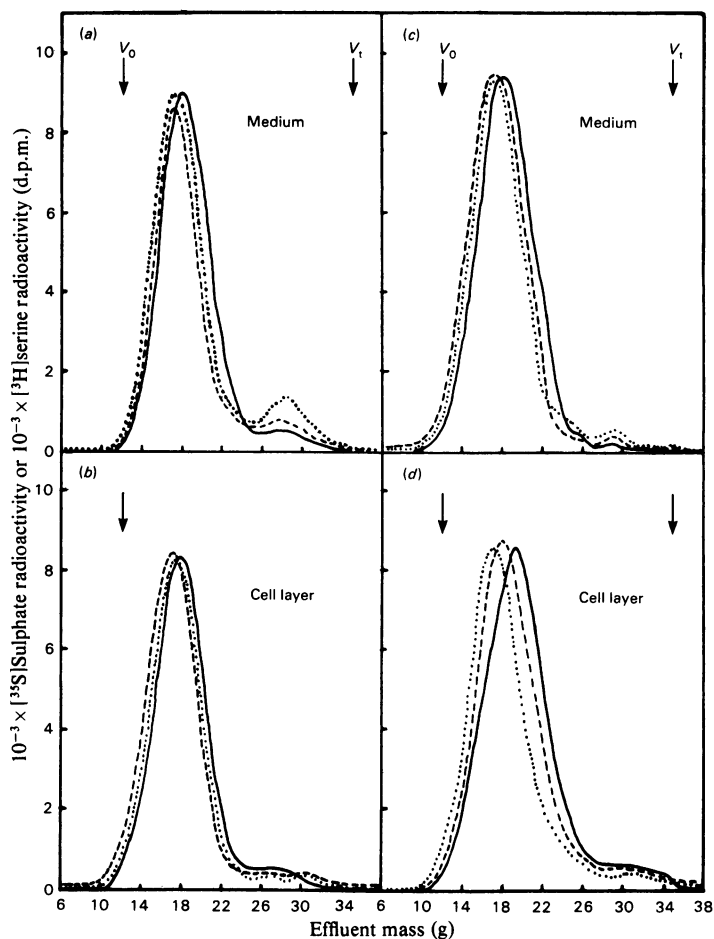 10⁻³ × [³⁵S]Sulphate radioactivity or 10⁻³ × [³H]serine radioactivity (d.p.m.)
(a)
V₀
Vₜ
Medium
10
8
6
4
2
0
(c)
V₀
Vₜ
Medium
(b)
Cell layer
10
8
6
4
2
0
6 10 14 18 22 26 34
(d)
Cell layer
6 10 14 18 22 26 30 34 38
Effluent mass (g)